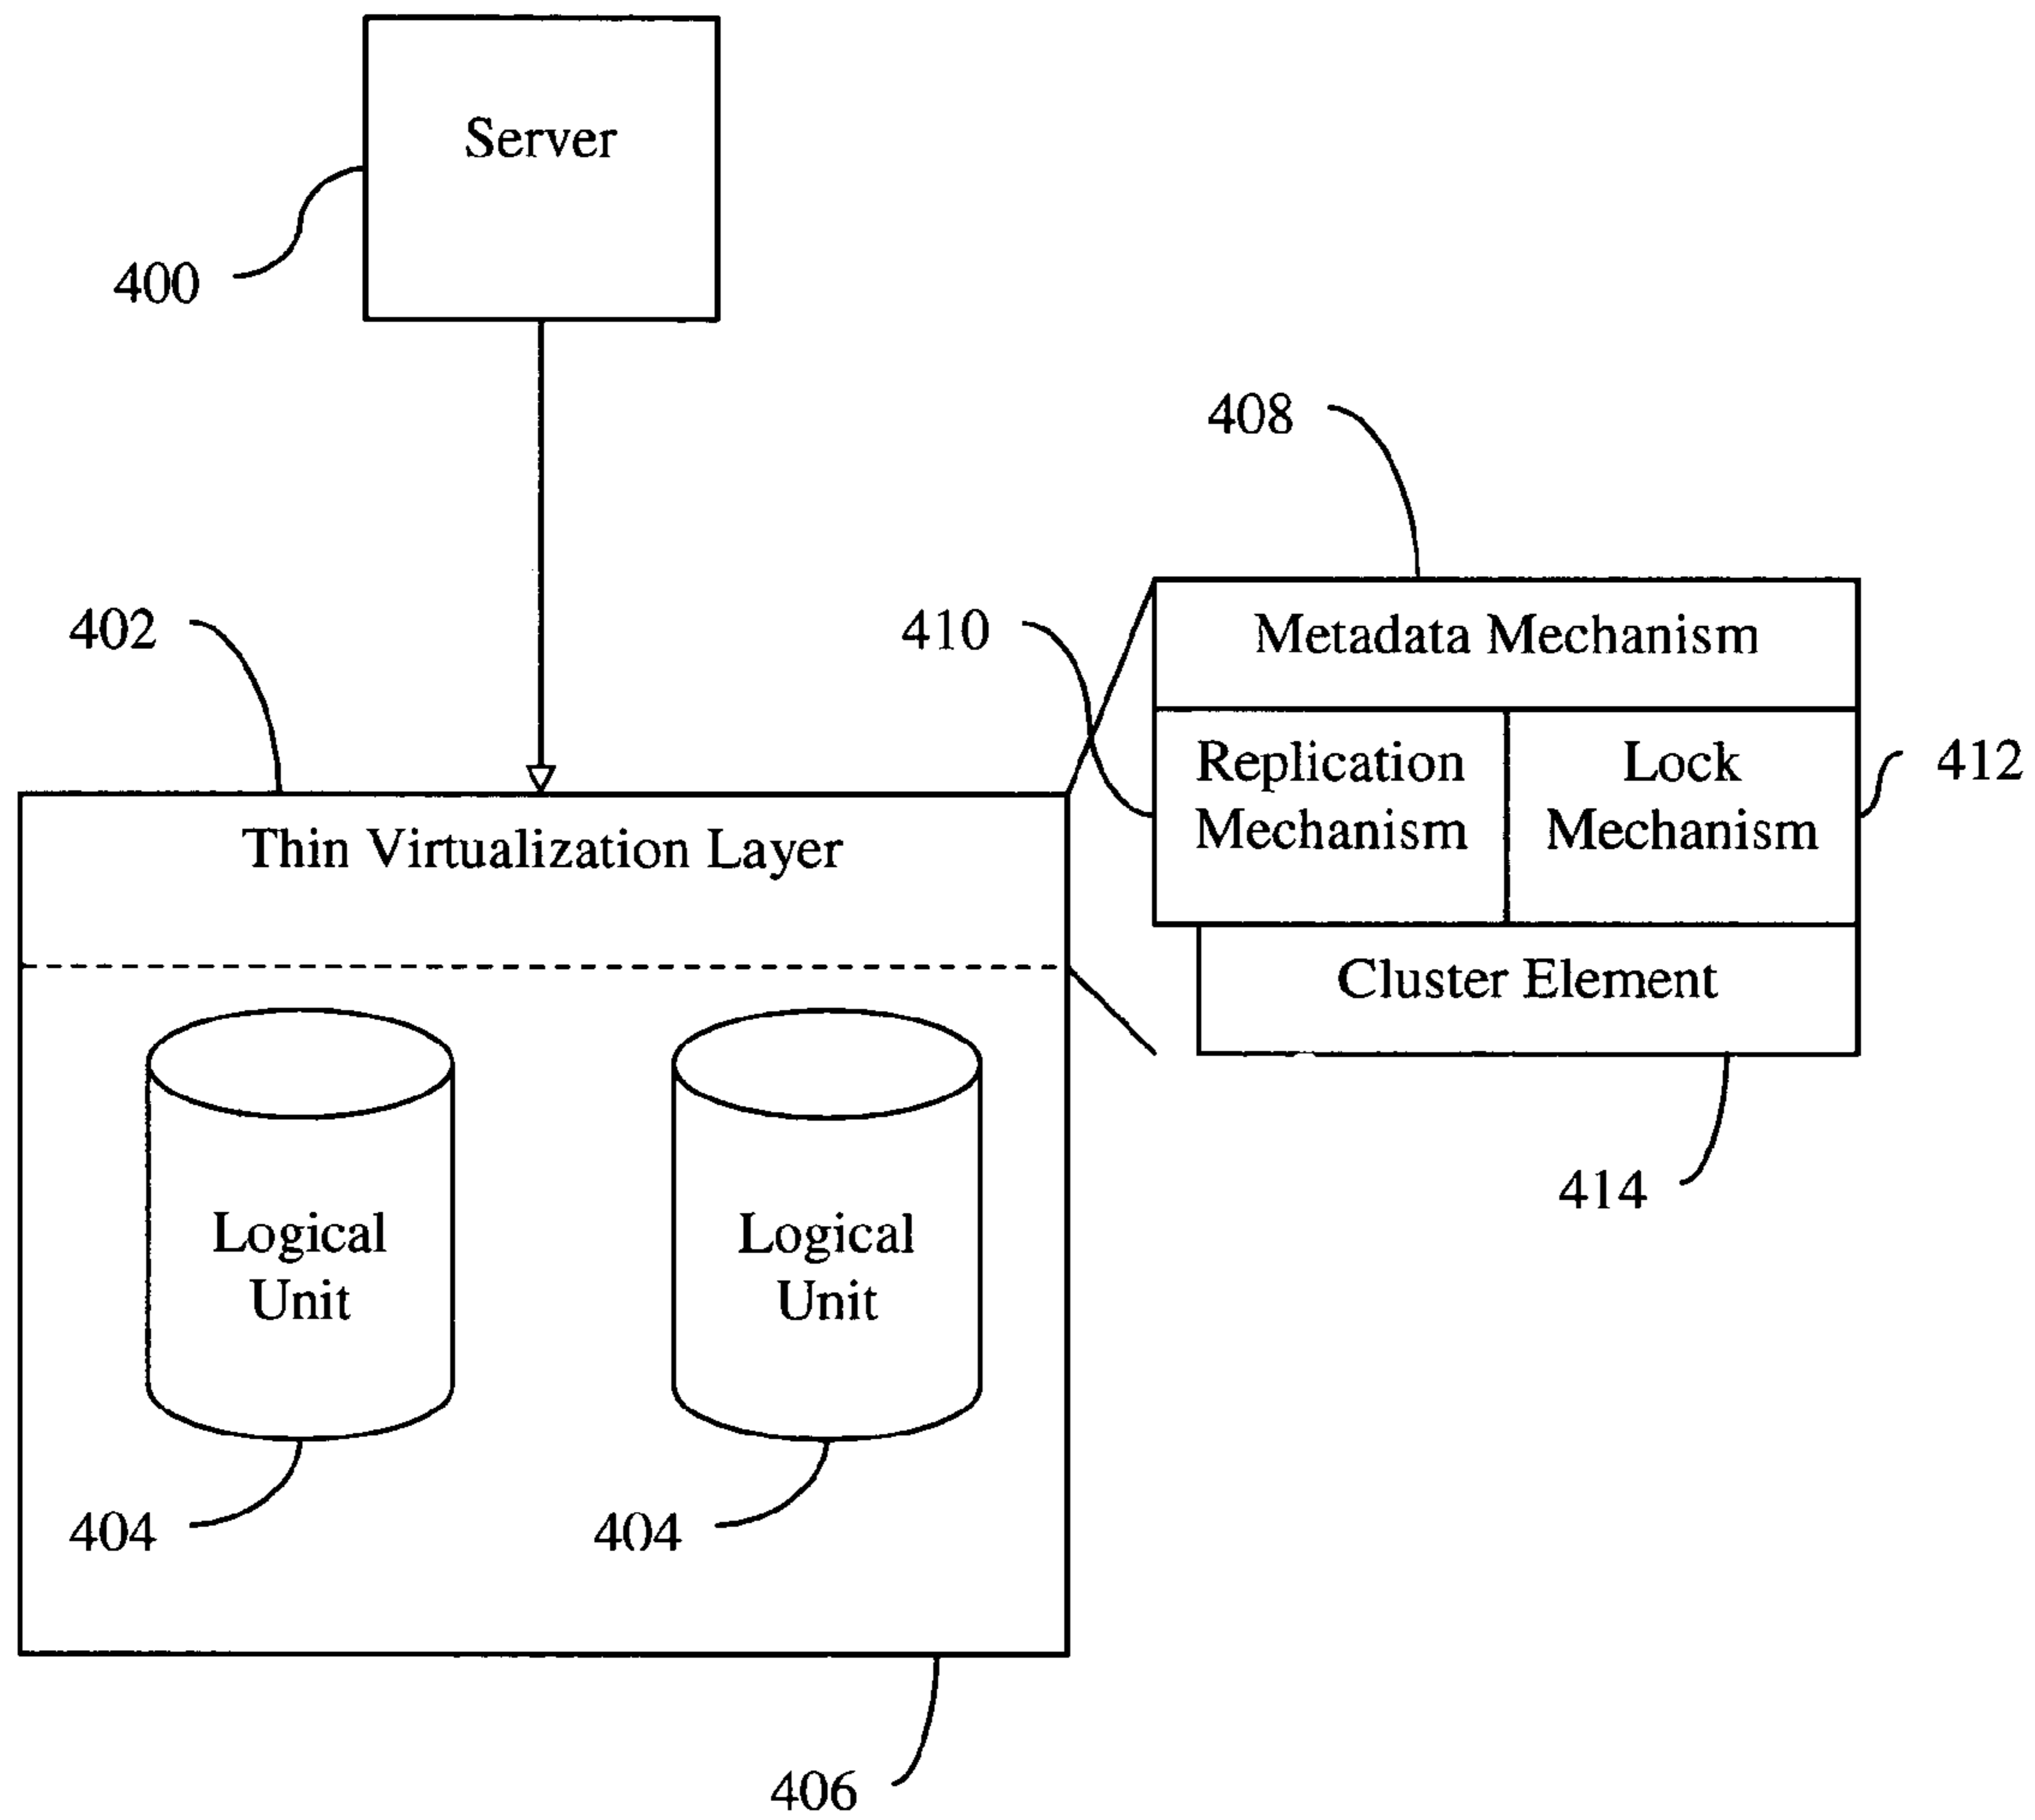 Server
400
408
402
410
Metadata Mechanism
Replication
Mechanism
Lock
Mechanism
412
Thin Virtualization Layer
Cluster Element
414
Logical
Unit
Logical
Unit
404
404
406